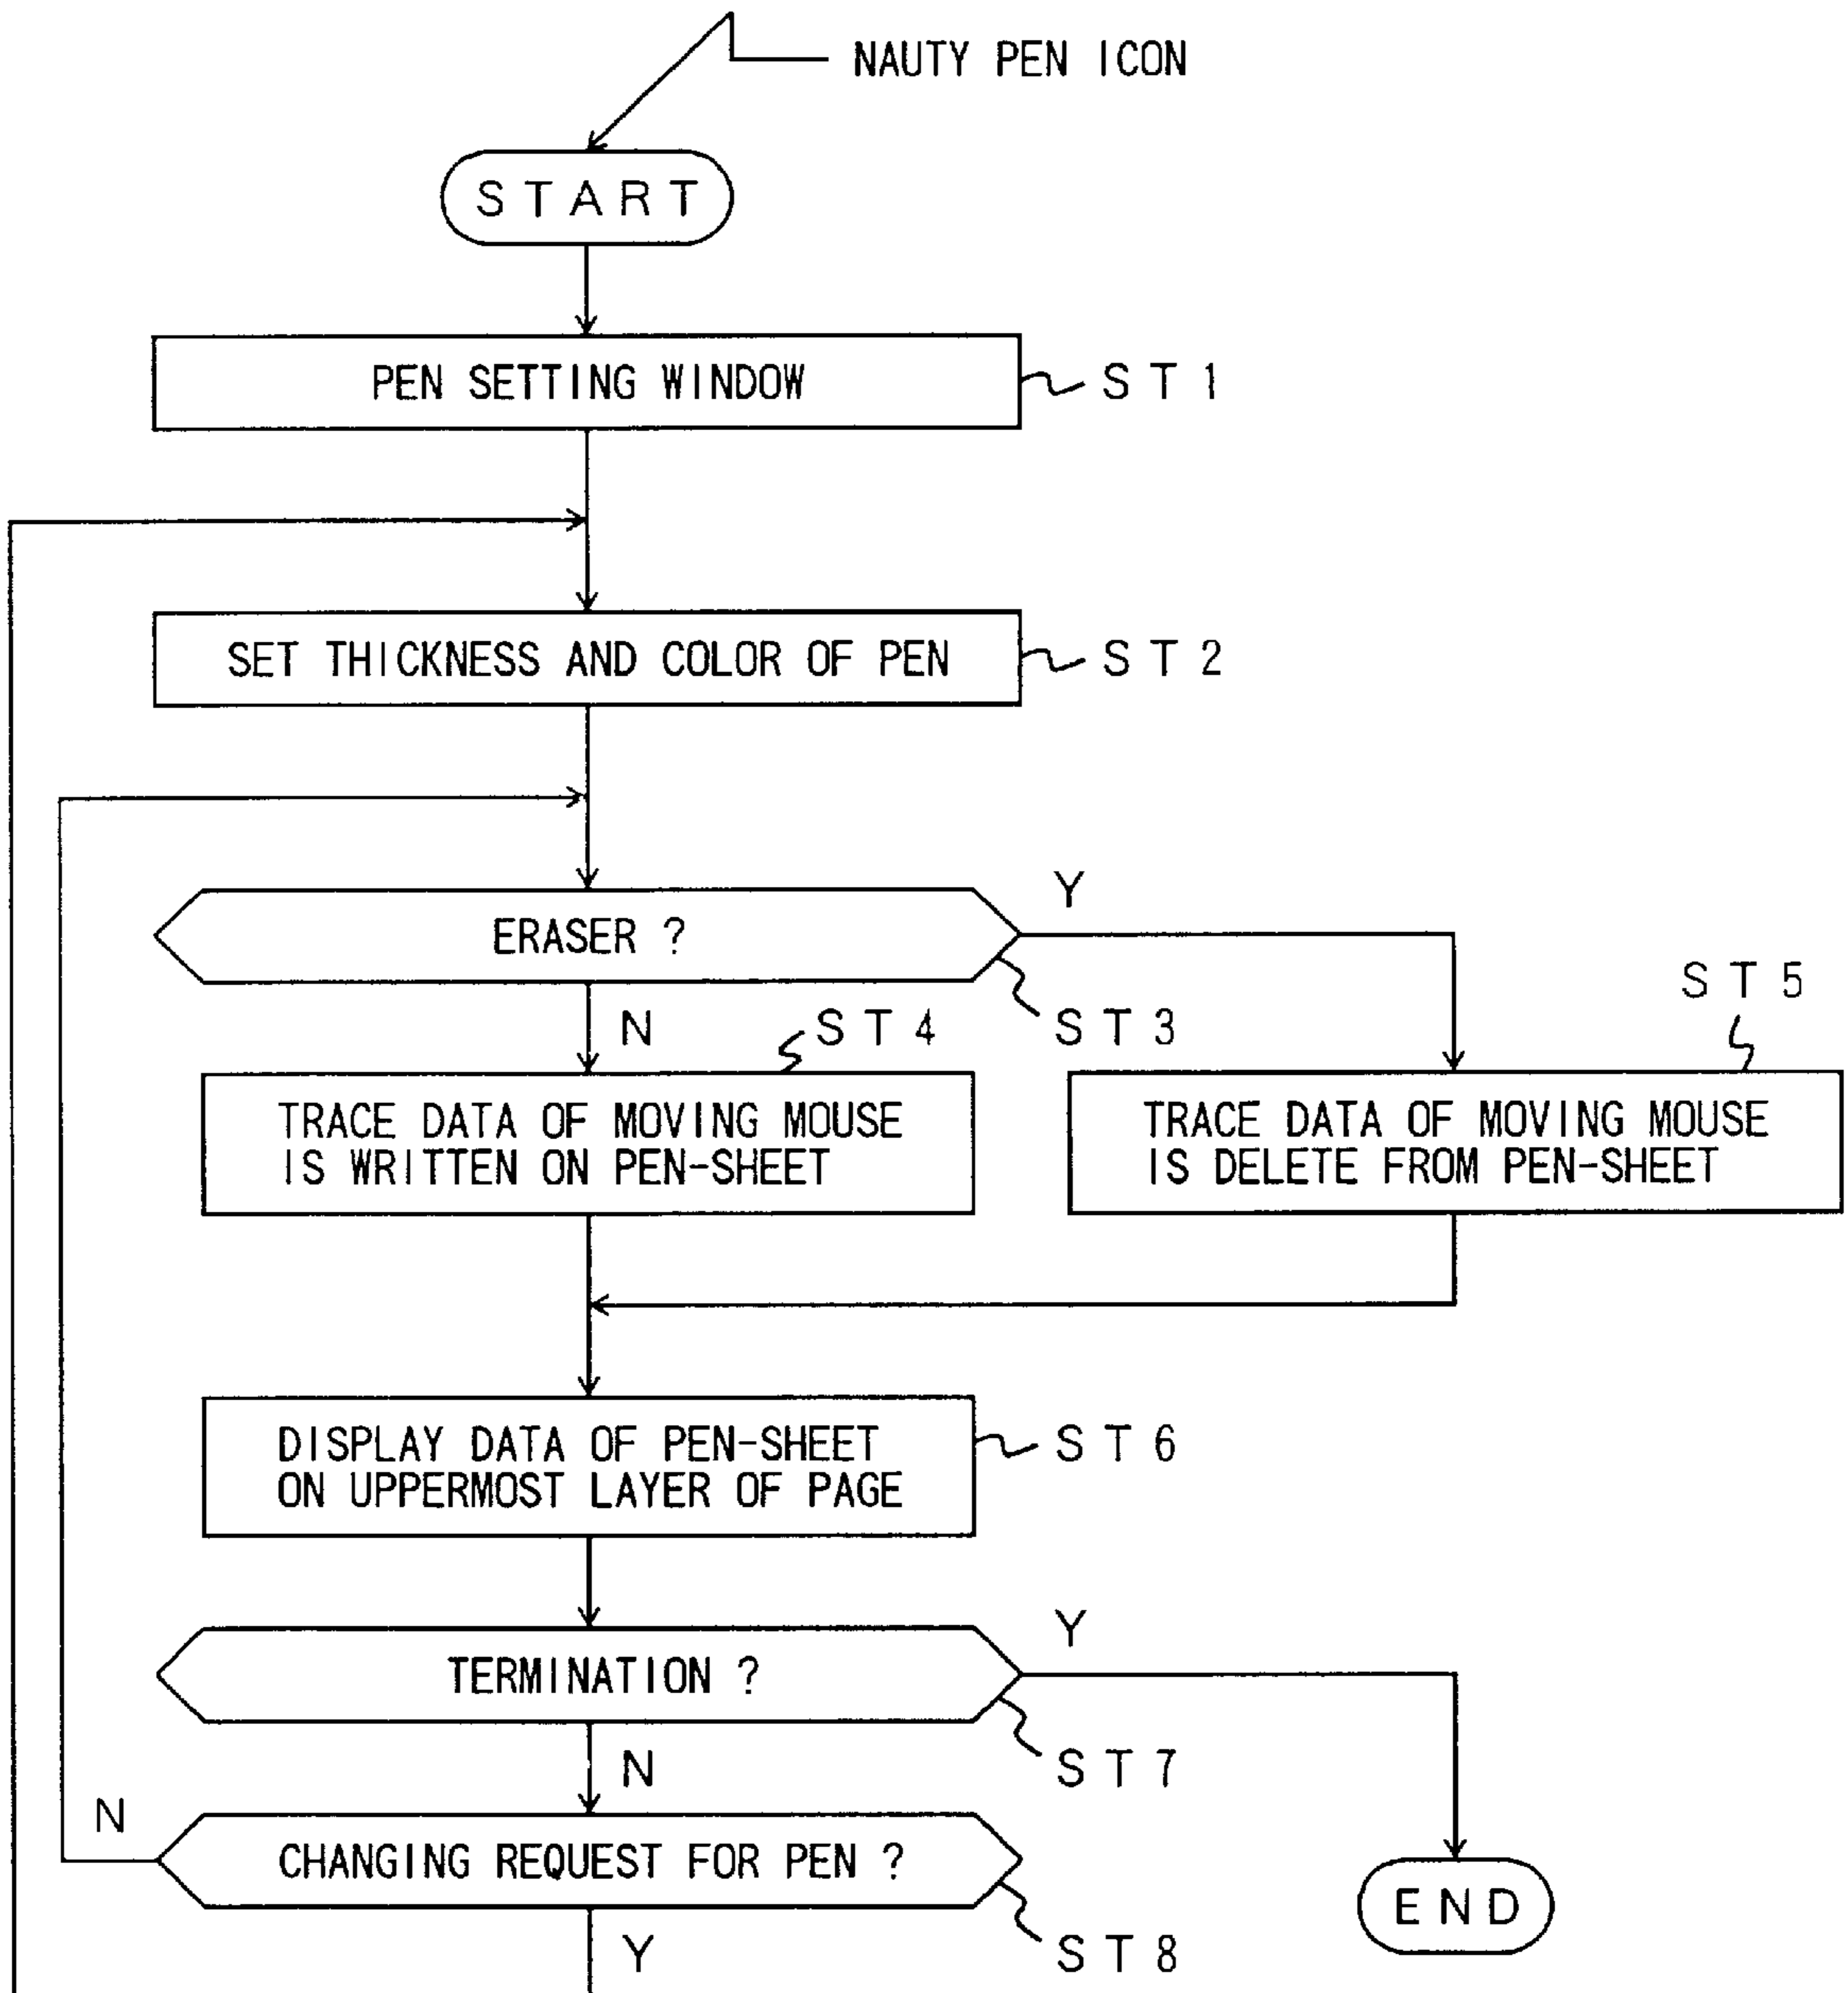 NAUTY PEN ICON
START
PEN SETTING WINDOW
ST1
SET THICKNESS AND COLOR OF PEN
ST2
ERASER ?
Y
ST3
N
ST4
ST5
TRACE DATA OF MOVING MOUSE
IS WRITTEN ON PEN-SHEET
TRACE DATA OF MOVING MOUSE
IS DELETE FROM PEN-SHEET
DISPLAY DATA OF PEN-SHEET
ON UPPERMOST LAYER OF PAGE
ST6
TERMINATION ?
Y
ST7
N
N
CHANGING REQUEST FOR PEN ?
ST8
Y
END